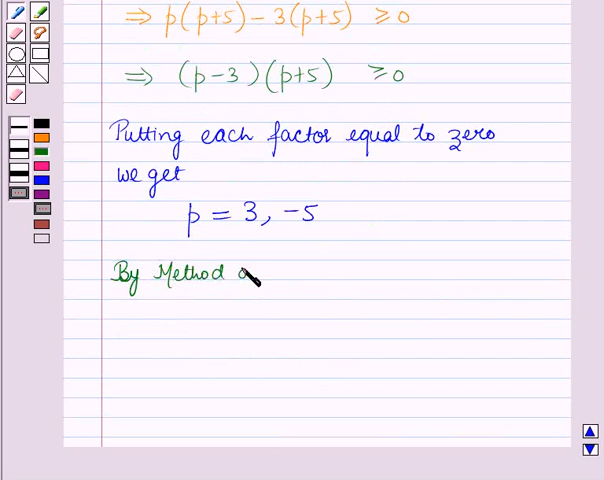 ⇒ p(p+5) - 3(p+5) ≥ 0
⇒ (p-3)(p+5) ≥ 0
Putting each factor equal to zero
we get
p = 3, -5
By Method